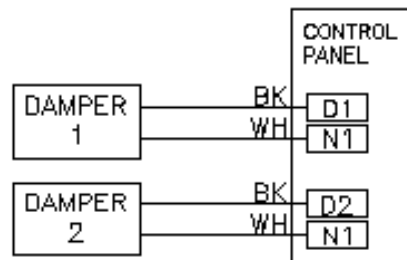 CONTROL
PANEL
DAMPER
1
BK
D1
WH
N1
DAMPER
2
BK
D2
WH
N1